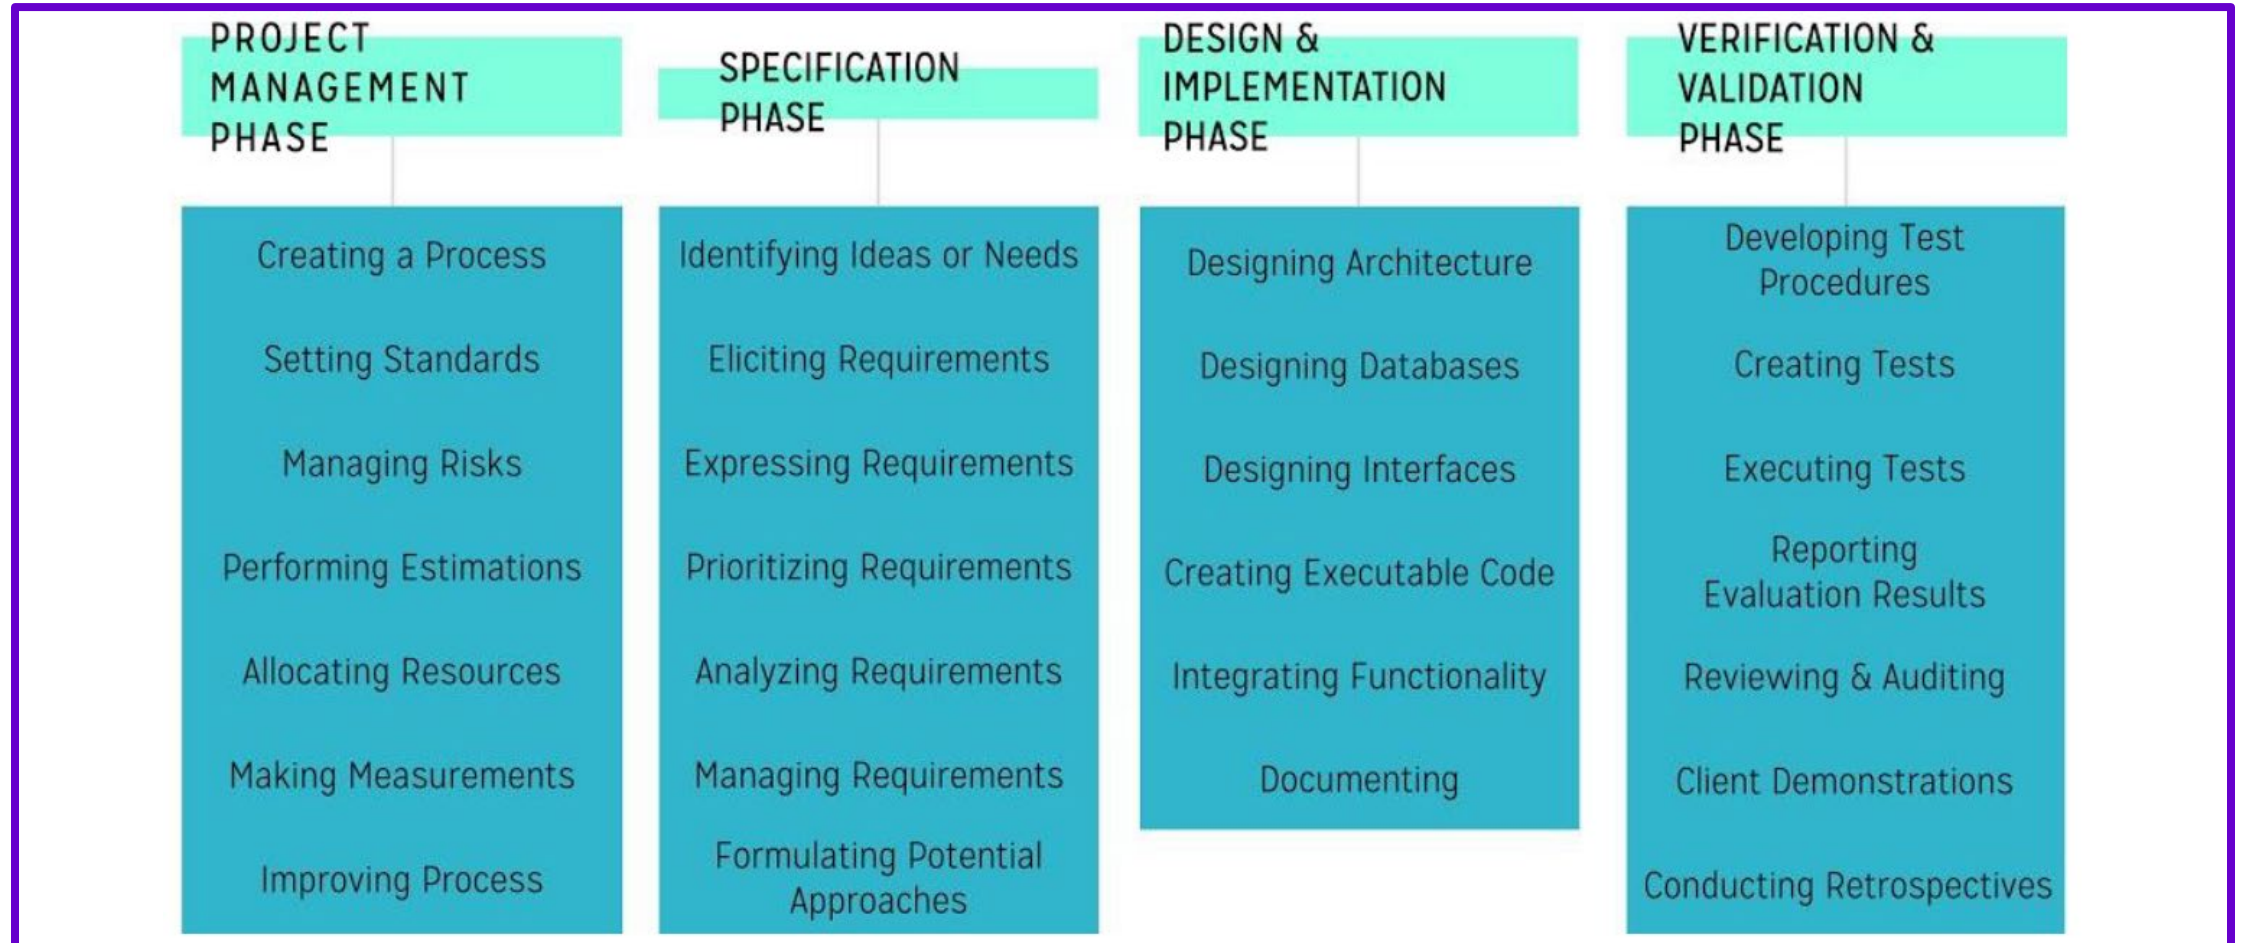 PROJECT
MANAGEMENT
PHASE
Creating a Process
Setting Standards
Managing Risks
Performing Estimations
Allocating Resources
Making Measurements
Improving Process
SPECIFICATION
PHASE
Identifying Ideas or Needs
Eliciting Requirements
Expressing Requirements
Prioritizing Requirements
Analyzing Requirements
Managing Requirements
Formulating Potential
Approaches
DESIGN &
IMPLEMENTATION
PHASE
Designing Architecture
Designing Databases
Designing Interfaces
Creating Executable Code
Integrating Functionality
Documenting
VERIFICATION &
VALIDATION
PHASE
Developing Test
Procedures
Creating Tests
Executing Tests
Reporting
Evaluation Results
Reviewing & Auditing
Client Demonstrations
Conducting Retrospectives